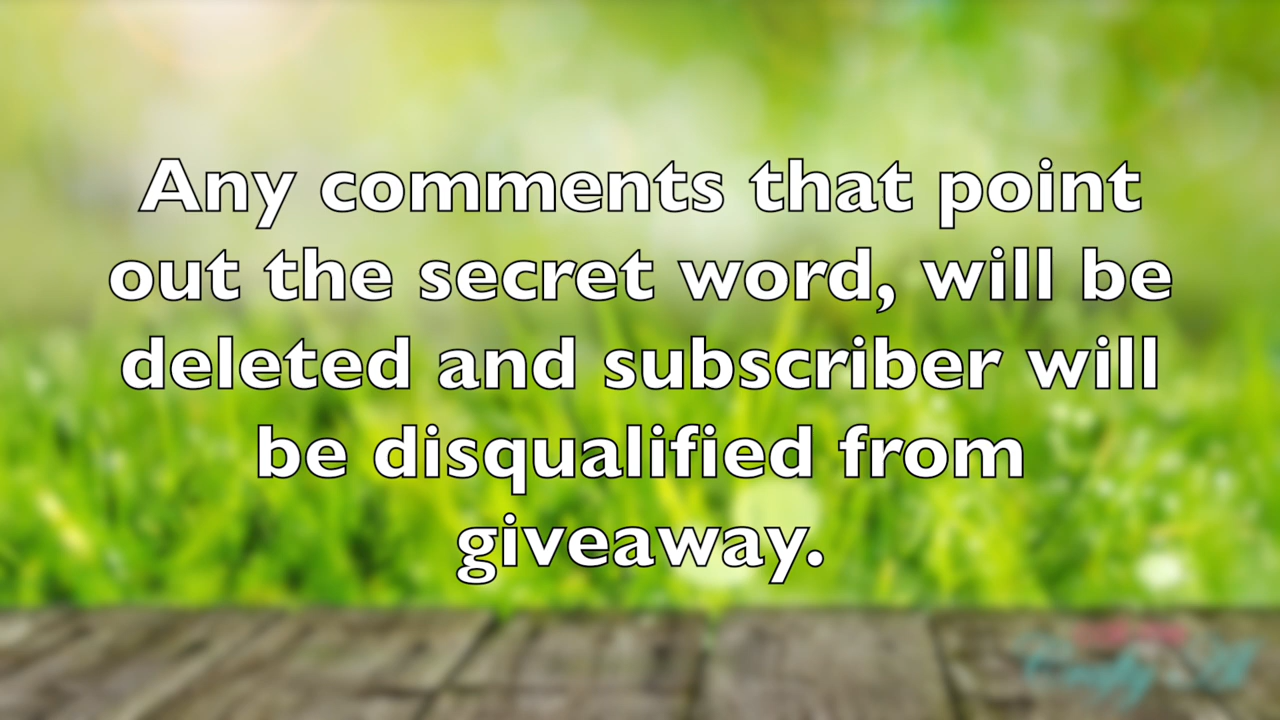 Any comments that point
out the secret word, will be
deleted and subscriber will
be disqualified from
giveaway.